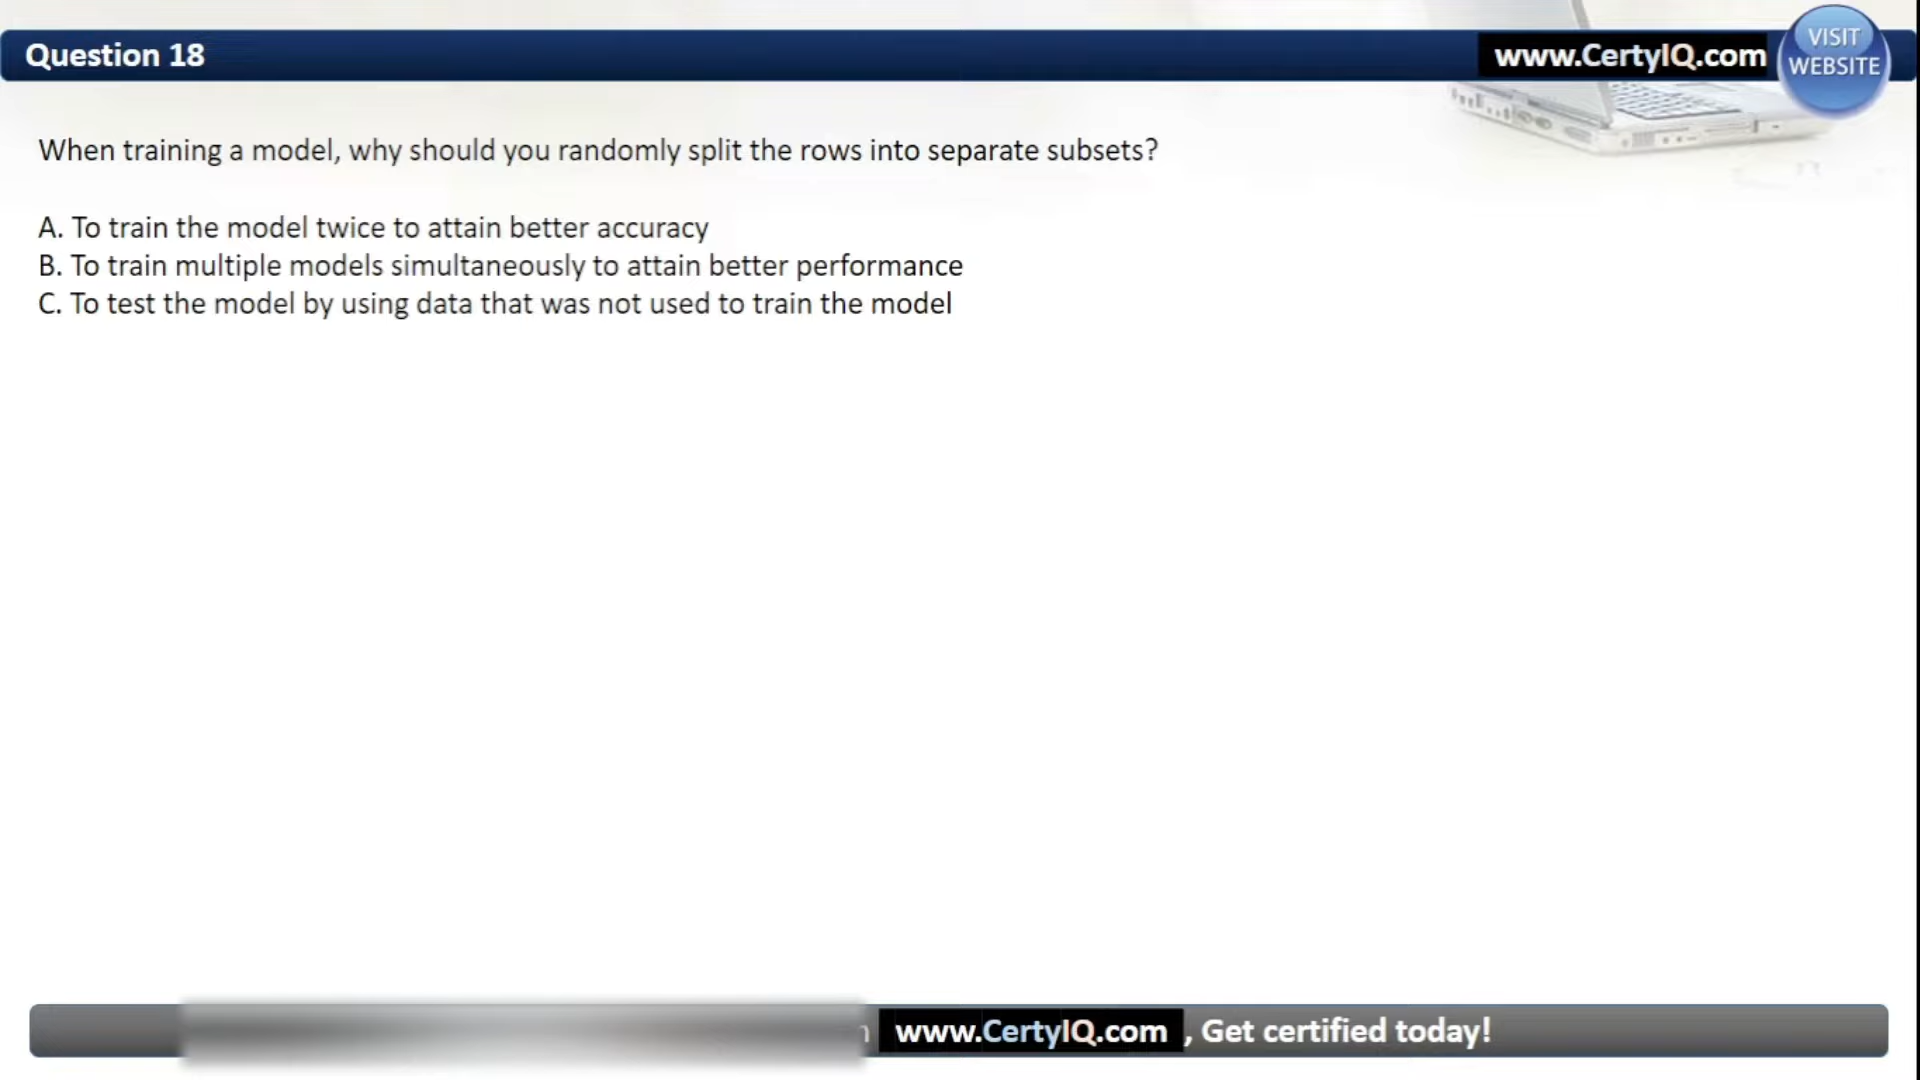 Question 18
www.CertyIQ.com
VISIT
WEBSITE
When training a model, why should you randomly split the rows into separate subsets?
A. To train the model twice to attain better accuracy
B. To train multiple models simultaneously to attain better performance
C. To test the model by using data that was not used to train the model
www.CertyIQ.com , Get certified today!